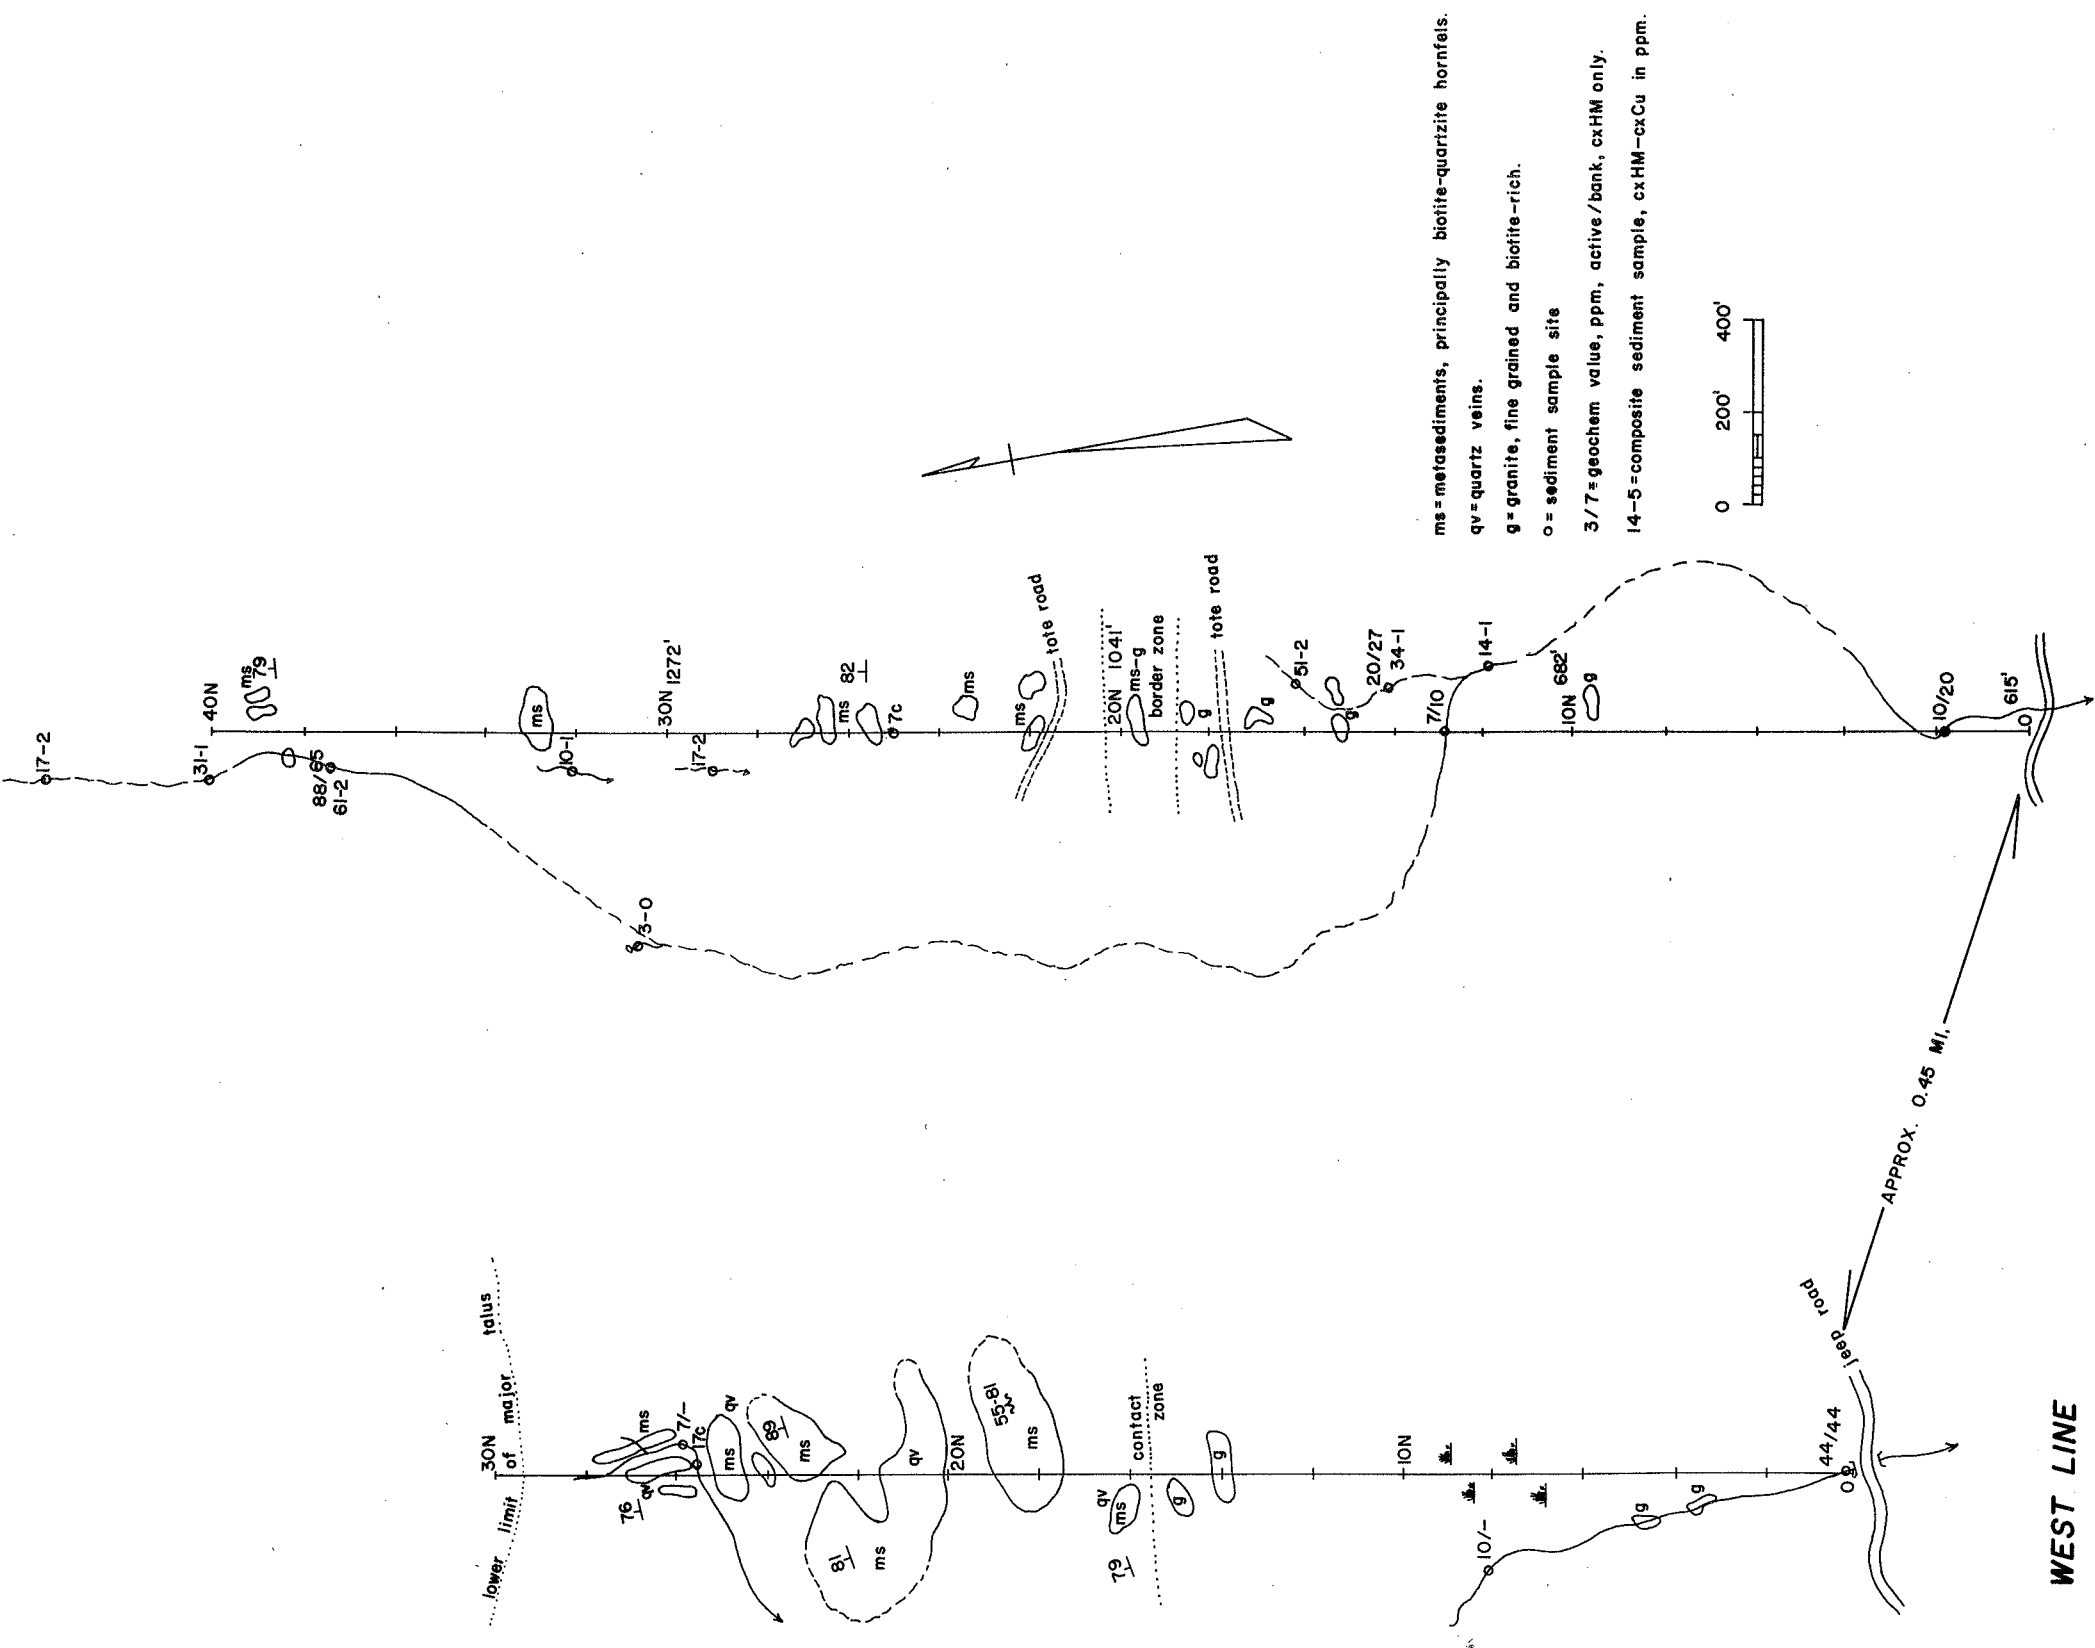 17-2
40N
31-1
ms
79
88/65
61-2
ms
10-1
30N
1272'
17-2
3-0
ms
82
7c
ms
ms
tote road
20N
1041'
ms-g
border zone
g
tote road
g
51-2
g
20/27
34-1
7/10
14-1
10N
682'
g
10/20
615'
0
ms=metasediments, principally biotite-quartzite hornfels.
qv=quartz veins.
g=granite, fine grained and biotite-rich.
o= sediment sample site
3/7=geochem value, ppm, active/bank, cxHM only.
14-5=composite sediment sample, cxHM-cxCu in ppm.
0 200' 400'
30N
lower limit of major talus
ms
qv
76
7/-
17c
qv
ms
89
ms
qv
81
ms
20N
55-81
ms
qv
ms
79
contact
zone
g
g
10N
10/-
g
g
44/44
0
jeep road
APPROX. 0.45 MI.
WEST LINE